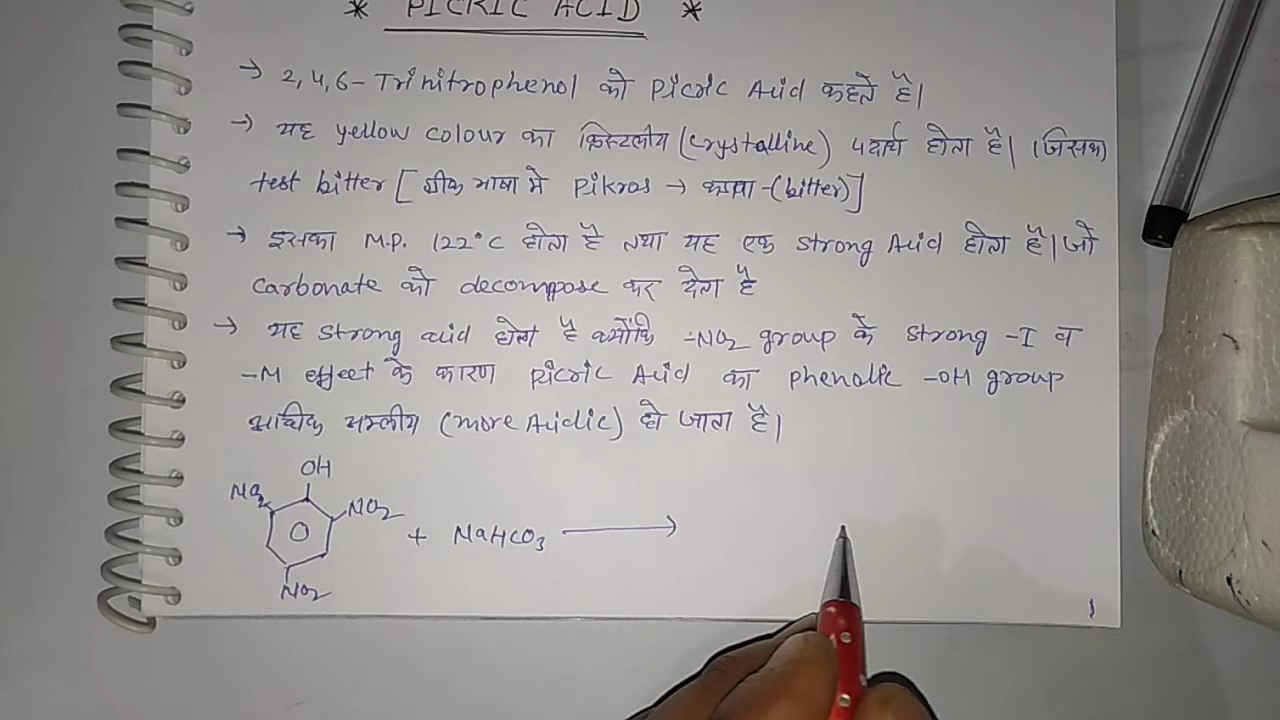 * PICRIC ACID *
→ 2,4,6-Trinitrophenol को Picric Acid कहते है।
→ यह yellow colour का क्रिस्टलीय (Crystalline) पदार्थ होता है। (जिसका)
test bitter [ ग्रीक भाषा मे Pikros → कड़वा -(bitter)]
→ इसका M.P. 122°C होता है तथा यह एक strong Acid होता है। जो
Carbonate को decompose कर देता है
→ यह strong acid होता है क्योंकि -NO2 group के strong -I व
-M effect के कारण Picric Acid का phenolic -OH group
अधिक अम्लीय (more Acidic) हो जाता है।
OH
NO2 NO2
+ NaHCO3 ⟶
NO2